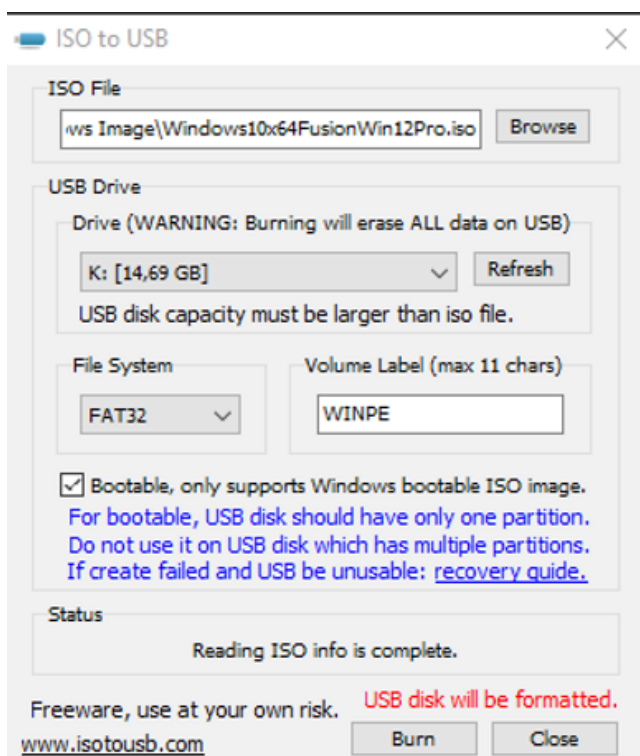 ISO to USB
ISO File
ws Image\Windows10x64FusionWin12Pro.iso
Browse
USB Drive
Drive (WARNING: Burning will erase ALL data on USB)
K: [14,69 GB]
Refresh
USB disk capacity must be larger than iso file.
File System
Volume Label (max 11 chars)
FAT32
WINPE
Bootable, only supports Windows bootable ISO image.
For bootable, USB disk should have only one partition.
Do not use it on USB disk which has multiple partitions.
If create failed and USB be unusable: recovery guide.
Status
Reading ISO info is complete.
Freeware, use at your own risk.
USB disk will be formatted.
www.isotousb.com
Burn
Close